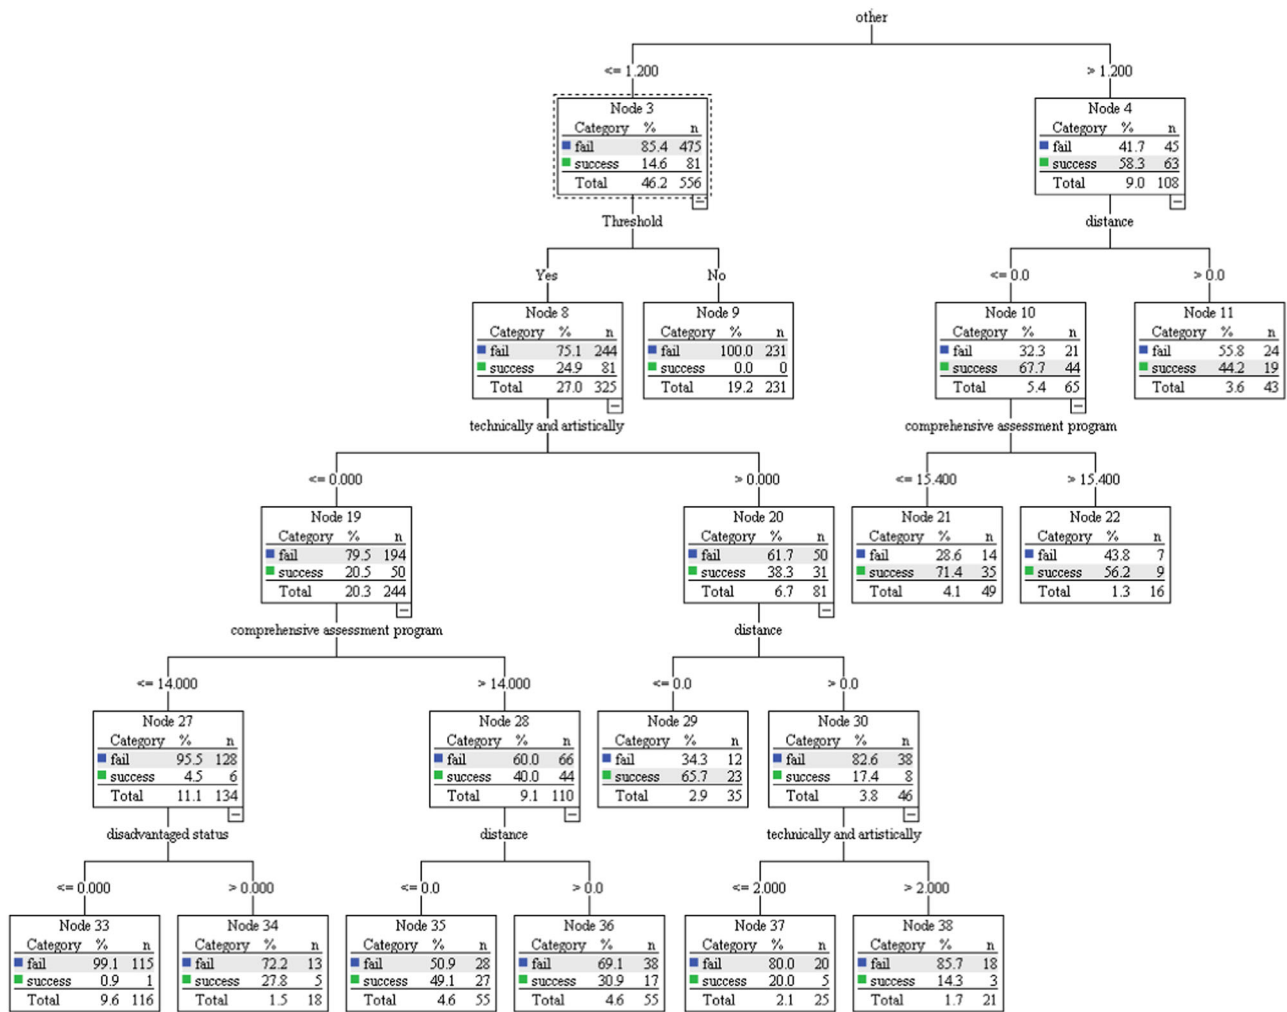 other
<= 1.200
> 1.200
Node 3
Category % n
fail 85.4 475
success 14.6 81
Total 46.2 556
Node 4
Category % n
fail 41.7 45
success 58.3 63
Total 9.0 108
Threshold
distance
Yes
No
<= 0.0
> 0.0
Node 8
Category % n
fail 75.1 244
success 24.9 81
Total 27.0 325
Node 9
Category % n
fail 100.0 231
success 0.0 0
Total 19.2 231
Node 10
Category % n
fail 32.3 21
success 67.7 44
Total 5.4 65
Node 11
Category % n
fail 55.8 24
success 44.2 19
Total 3.6 43
technically and artistically
comprehensive assessment program
<= 0.000
> 0.000
<= 15.400
> 15.400
Node 19
Category % n
fail 79.5 194
success 20.5 50
Total 20.3 244
Node 20
Category % n
fail 61.7 50
success 38.3 31
Total 6.7 81
Node 21
Category % n
fail 28.6 14
success 71.4 35
Total 4.1 49
Node 22
Category % n
fail 43.8 7
success 56.2 9
Total 1.3 16
comprehensive assessment program
distance
<= 14.000
> 14.000
<= 0.0
> 0.0
Node 27
Category % n
fail 95.5 128
success 4.5 6
Total 11.1 134
Node 28
Category % n
fail 60.0 66
success 40.0 44
Total 9.1 110
Node 29
Category % n
fail 34.3 12
success 65.7 23
Total 2.9 35
Node 30
Category % n
fail 82.6 38
success 17.4 8
Total 3.8 46
disadvantaged status
distance
technically and artistically
<= 0.000
> 0.000
<= 0.0
> 0.0
<= 2.000
> 2.000
Node 33
Category % n
fail 99.1 115
success 0.9 1
Total 9.6 116
Node 34
Category % n
fail 72.2 13
success 27.8 5
Total 1.5 18
Node 35
Category % n
fail 50.9 28
success 49.1 27
Total 4.6 55
Node 36
Category % n
fail 69.1 38
success 30.9 17
Total 4.6 55
Node 37
Category % n
fail 80.0 20
success 20.0 5
Total 2.1 25
Node 38
Category % n
fail 85.7 18
success 14.3 3
Total 1.7 21